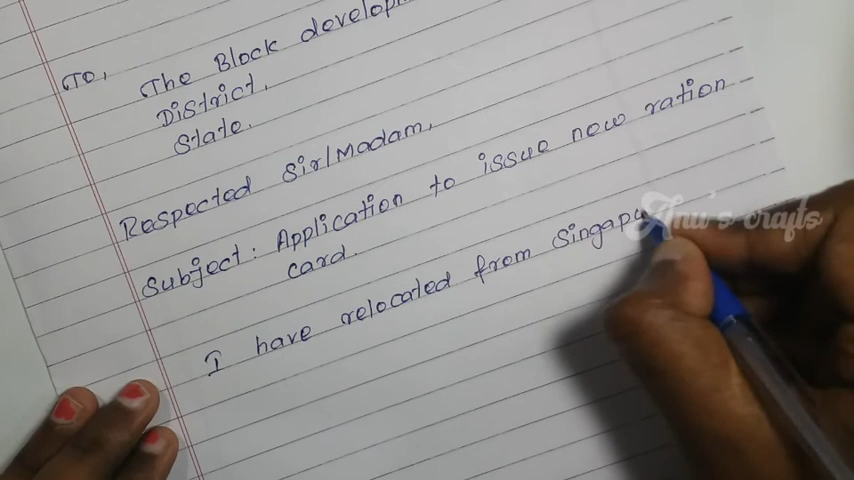 To,
The Block develop
District.
State.
Respected Sir/Madam,
Subject: Application to issue new ration
card.
I have relocated from Singapu
Anu's crafts